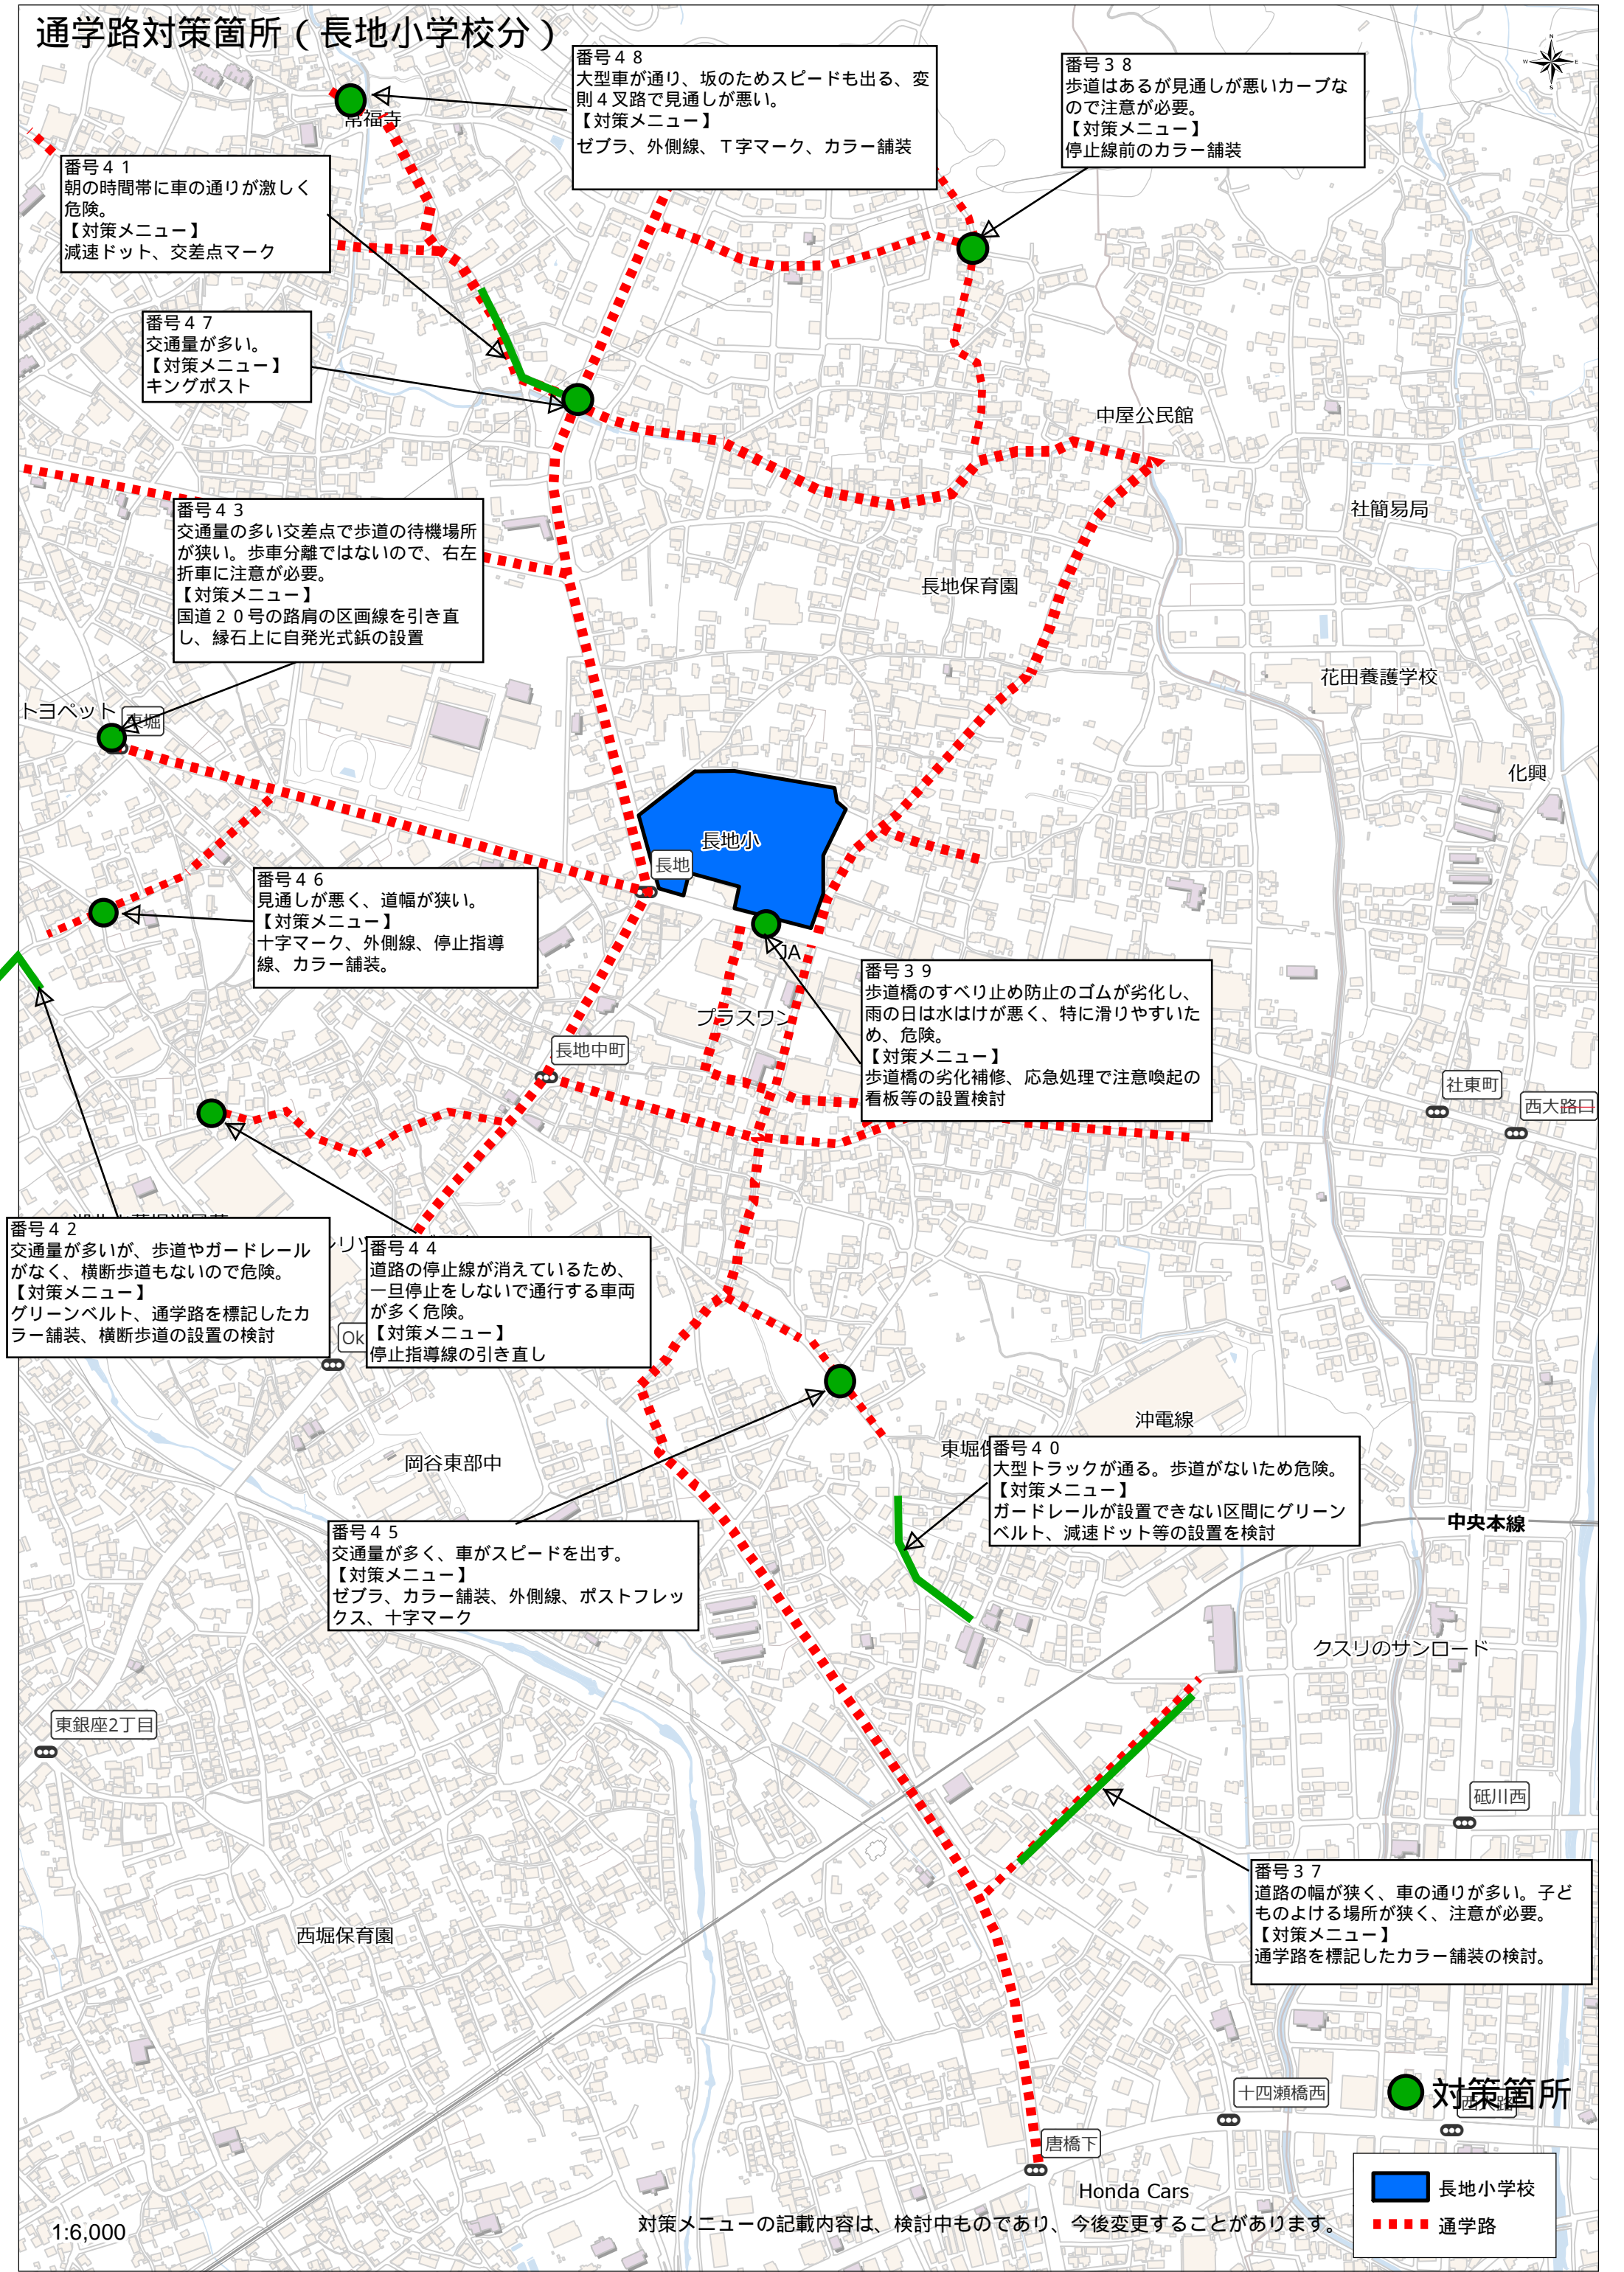 通学路対策箇所（長地小学校分）
番号４８
大型車が通り、坂のためスピードも出る、変
則４叉路で見通しが悪い。
【対策メニュー】
ゼブラ、外側線、Ｔ字マーク、カラー舗装
番号３８
歩道はあるが見通しが悪いカーブな
ので注意が必要。
【対策メニュー】
停止線前のカラー舗装
N
W
E
S
常福寺
番号４１
朝の時間帯に車の通りが激しく
危険。
【対策メニュー】
減速ドット、交差点マーク
番号４７
交通量が多い。
【対策メニュー】
キングポスト
中屋公民館
社簡易局
番号４３
交通量の多い交差点で歩道の待機場所
が狭い。歩車分離ではないので、右左
折車に注意が必要。
【対策メニュー】
国道２０号の路肩の区画線を引き直
し、縁石上に自発光式鋲の設置
長地保育園
花田養護学校
トヨペット
東堀
化興
長地小
長地
番号４６
見通しが悪く、道幅が狭い。
【対策メニュー】
十字マーク、外側線、停止指導
線、カラー舗装。
JA
番号３９
歩道橋のすべり止め防止のゴムが劣化し、
雨の日は水はけが悪く、特に滑りやすいた
め、危険。
【対策メニュー】
歩道橋の劣化補修、応急処理で注意喚起の
看板等の設置検討
プラスワン
長地中町
社東町
西大路口
番号４２
交通量が多いが、歩道やガードレール
がなく、横断歩道もないので危険。
【対策メニュー】
グリーンベルト、通学路を標記したカ
ラー舗装、横断歩道の設置の検討
番号４４
道路の停止線が消えているため、
一旦停止をしないで通行する車両
が多く危険。
【対策メニュー】
停止指導線の引き直し
Ok
沖電線
岡谷東部中
東堀保
番号４０
大型トラックが通る。歩道がないため危険。
【対策メニュー】
ガードレールが設置できない区間にグリーン
ベルト、減速ドット等の設置を検討
中央本線
番号４５
交通量が多く、車がスピードを出す。
【対策メニュー】
ゼブラ、カラー舗装、外側線、ポストフレッ
クス、十字マーク
クスリのサンロード
東銀座2丁目
砥川西
番号３７
道路の幅が狭く、車の通りが多い。子ど
ものよける場所が狭く、注意が必要。
【対策メニュー】
通学路を標記したカラー舗装の検討。
西堀保育園
十四瀬橋西
対策箇所
西大路
唐橋下
Honda Cars
長地小学校
通学路
対策メニューの記載内容は、検討中ものであり、今後変更することがあります。
1:6,000